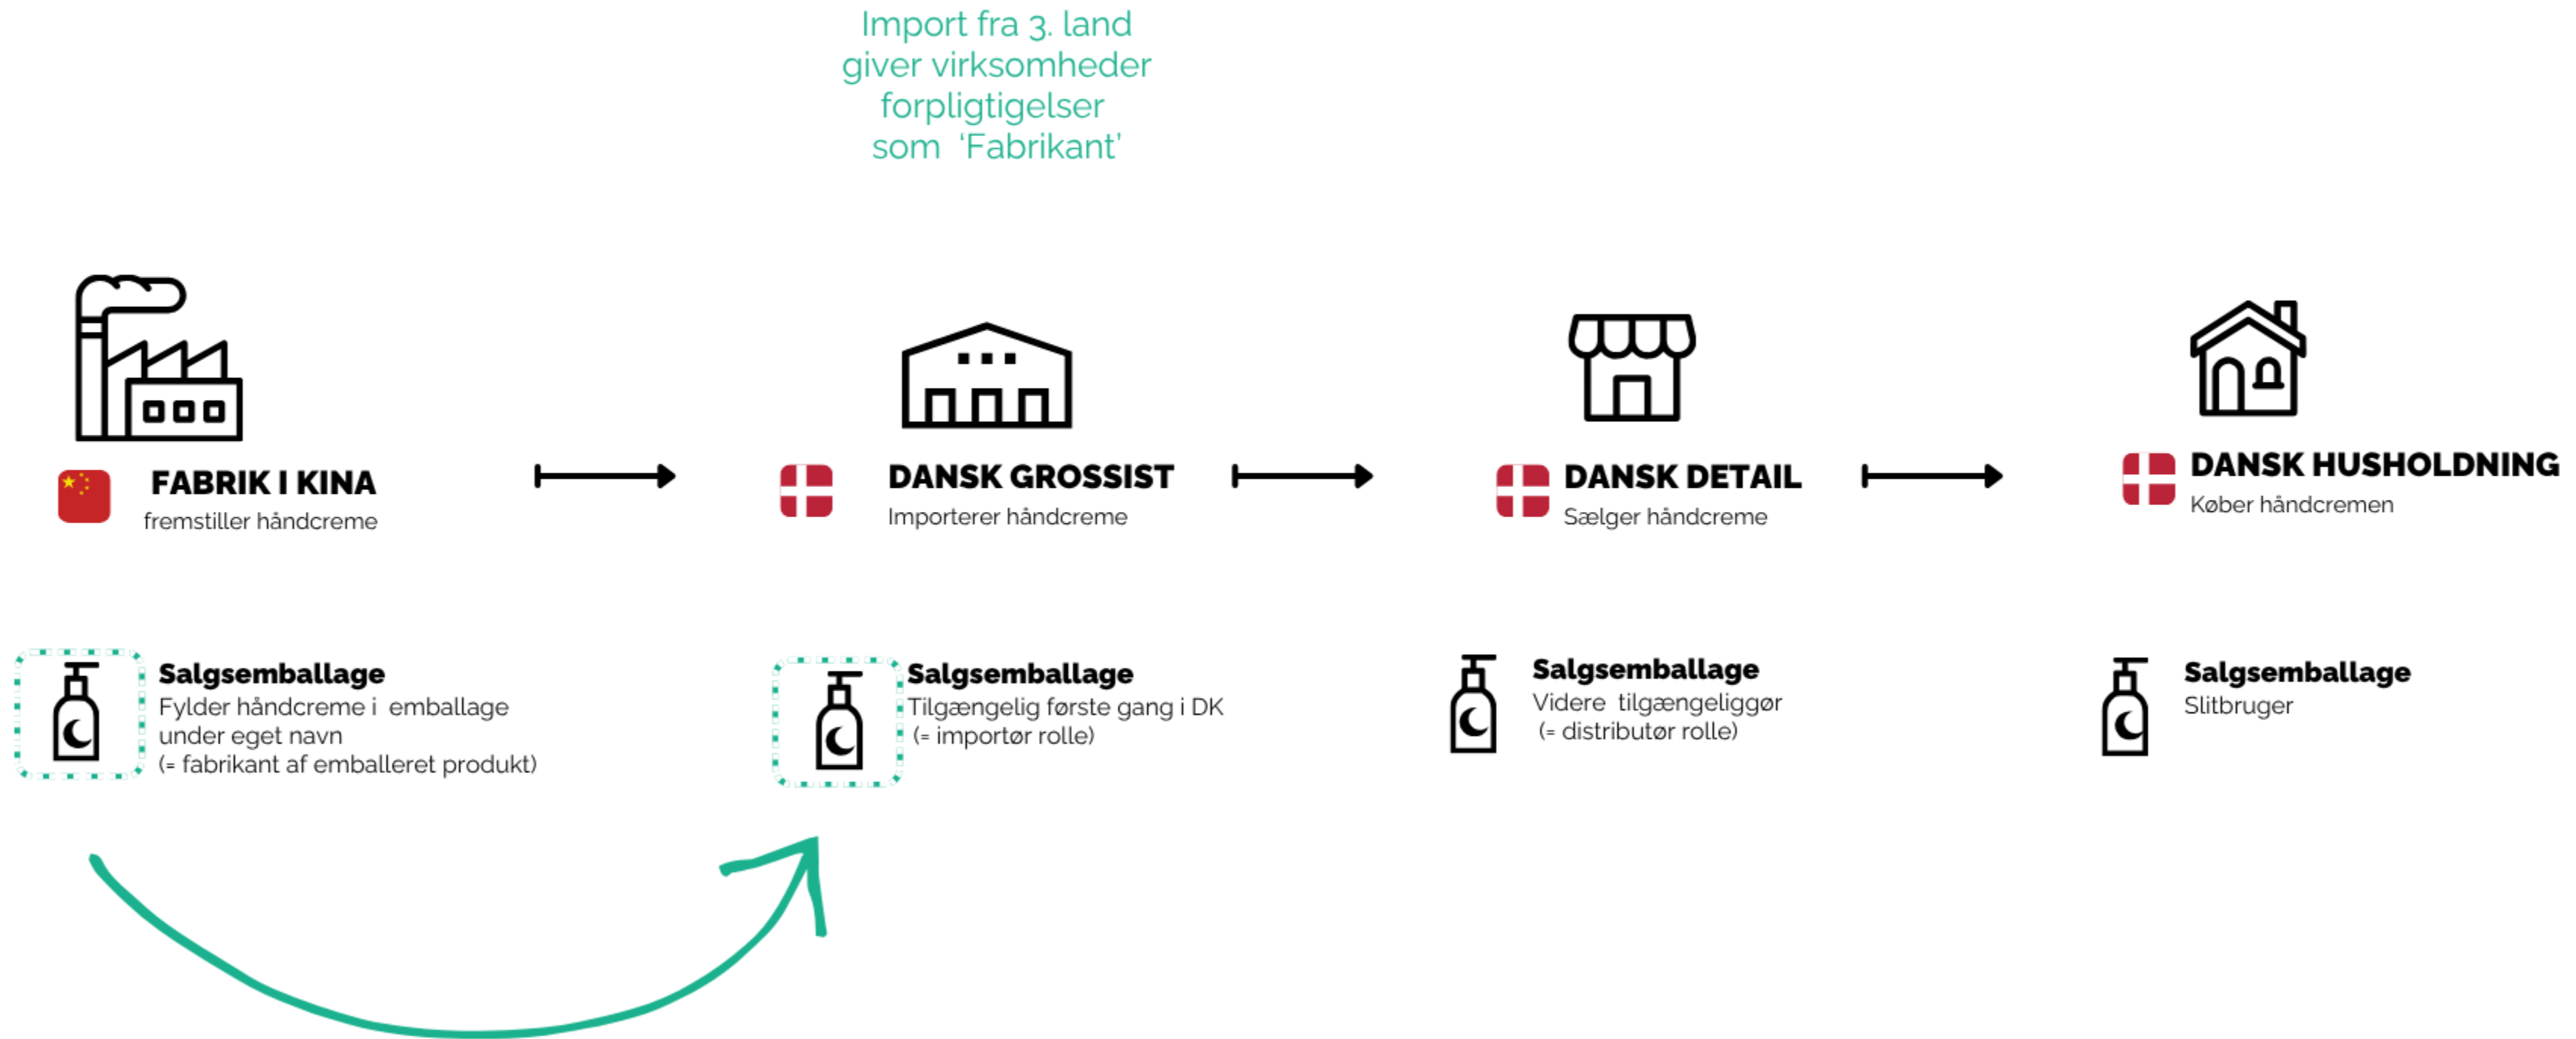 Import fra 3. land
giver virksomheder
forpligtigelser
som ‘Fabrikant’
FABRIK I KINA
fremstiller håndcreme
DANSK GROSSIST
Importerer håndcreme
DANSK DETAIL
Sælger håndcreme
DANSK HUSHOLDNING
Køber håndcremen
Salgsemballage
Fylder håndcreme i emballage
under eget navn
(= fabrikant af emballeret produkt)
Salgsemballage
Tilgængelig første gang i DK
(= importør rolle)
Salgsemballage
Videre tilgængeliggør
(= distributør rolle)
Salgsemballage
Slitbruger